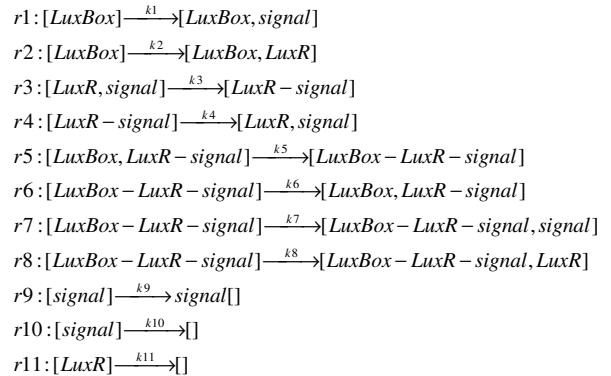 r1:[LuxBox]—k1→[LuxBox,signal]
r2:[LuxBox]—k2→[LuxBox,LuxR]
r3:[LuxR,signal]—k3→[LuxR−signal]
r4:[LuxR−signal]—k4→[LuxR,signal]
r5:[LuxBox,LuxR−signal]—k5→[LuxBox−LuxR−signal]
r6:[LuxBox−LuxR−signal]—k6→[LuxBox,LuxR−signal]
r7:[LuxBox−LuxR−signal]—k7→[LuxBox−LuxR−signal,signal]
r8:[LuxBox−LuxR−signal]—k8→[LuxBox−LuxR−signal,LuxR]
r9:[signal]—k9→signal[]
r10:[signal]—k10→[]
r11:[LuxR]—k11→[]